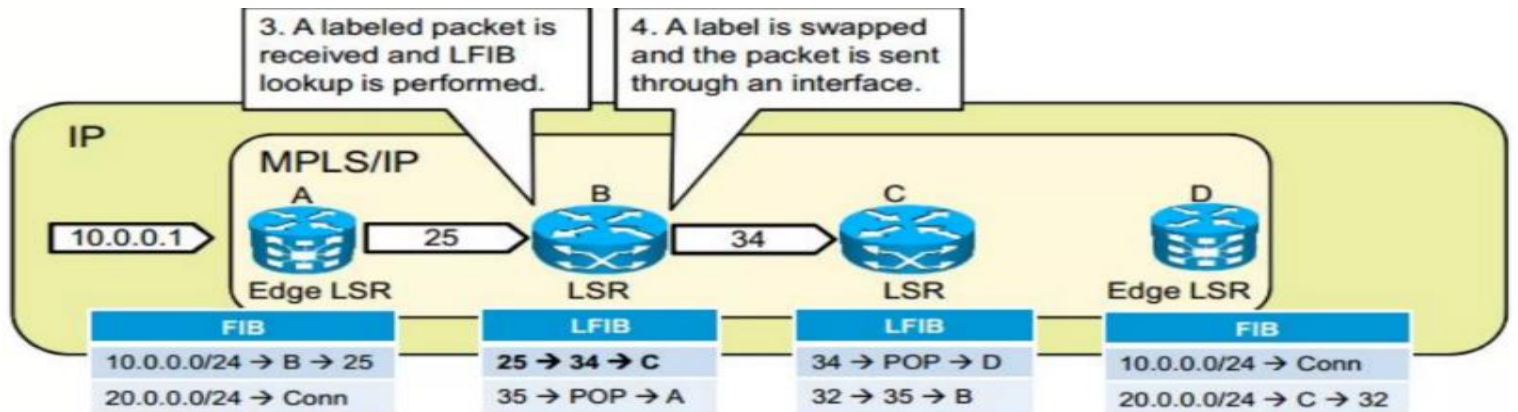 3. A labeled packet is
received and LFIB
lookup is performed.
4. A label is swapped
and the packet is sent
through an interface.
IP
MPLS/IP
A
B
C
D
10.0.0.1
25
34
Edge LSR
LSR
LSR
Edge LSR
FIB
10.0.0.0/24 → B → 25
20.0.0.0/24 → Conn
LFIB
25 → 34 → C
35 → POP → A
LFIB
34 → POP → D
32 → 35 → B
FIB
10.0.0.0/24 → Conn
20.0.0.0/24 → C → 32